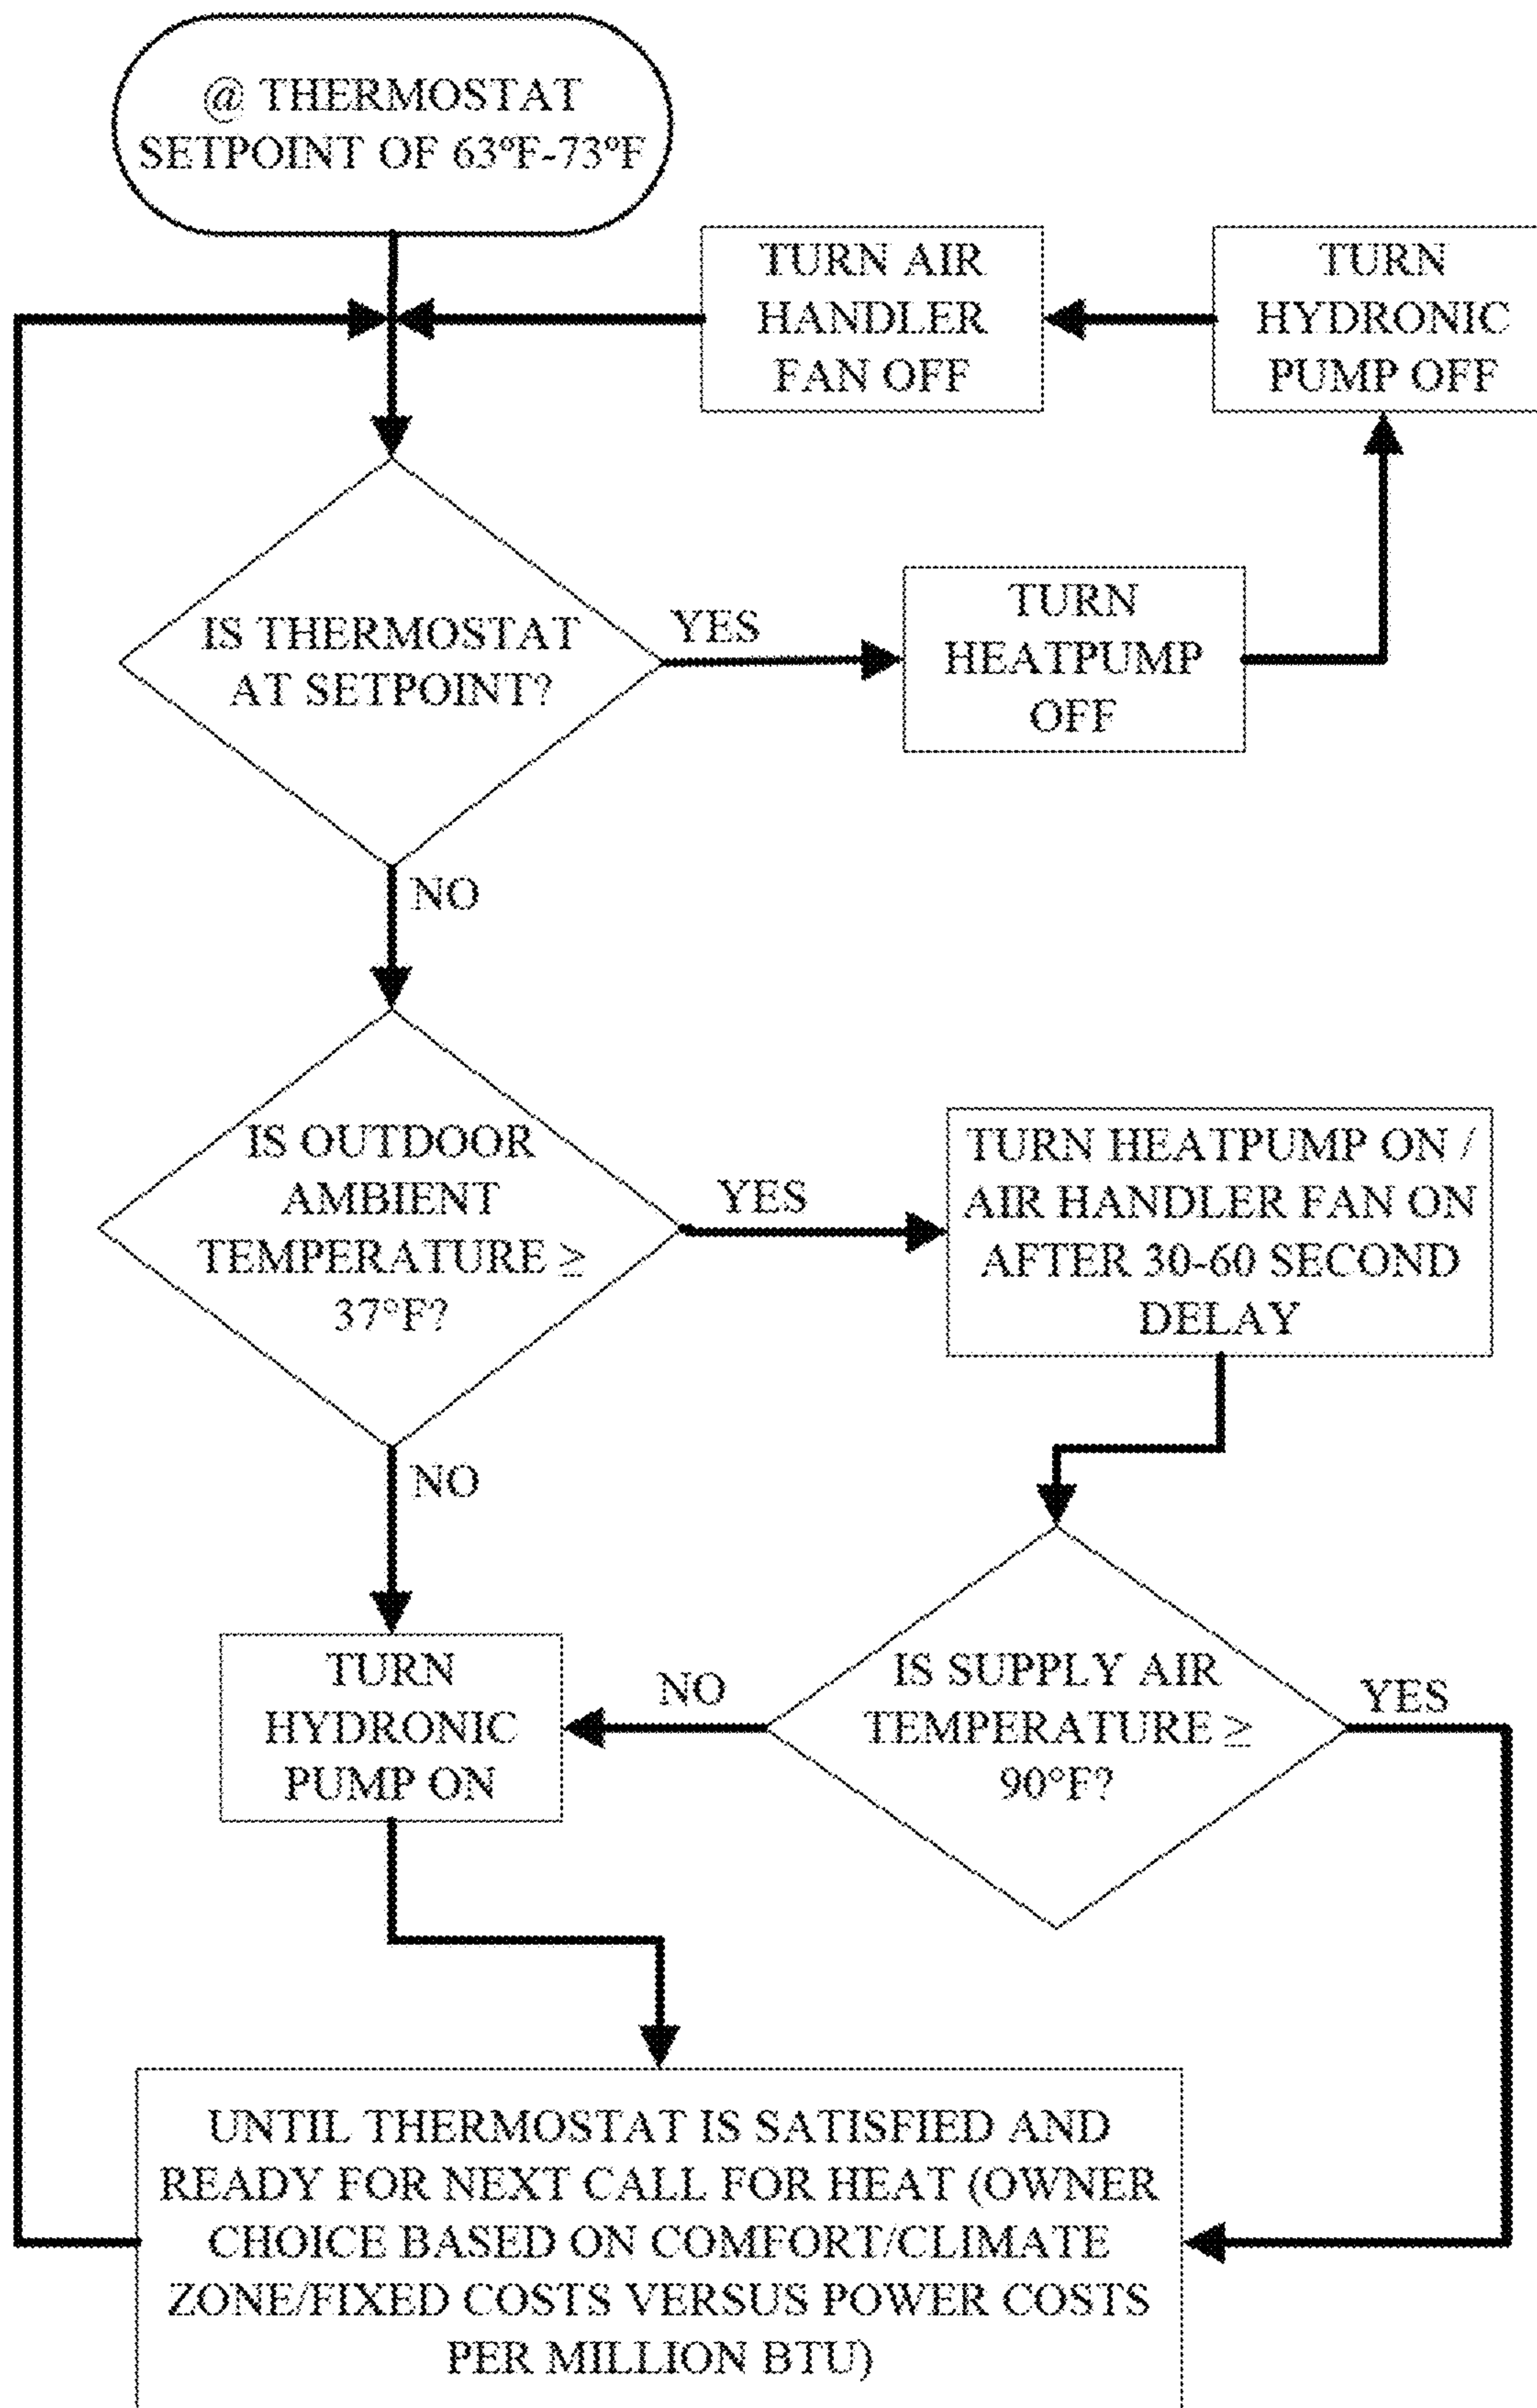 @ THERMOSTAT
SETPOINT OF 63ºF-73ºF
TURN AIR
HANDLER
FAN OFF
TURN
HYDRONIC
PUMP OFF
IS THERMOSTAT
AT SETPOINT?
YES
TURN
HEATPUMP
OFF
NO
IS OUTDOOR
AMBIENT
TEMPERATURE ≥
37°F?
YES
TURN HEATPUMP ON /
AIR HANDLER FAN ON
AFTER 30-60 SECOND
DELAY
NO
TURN
HYDRONIC
PUMP ON
NO
IS SUPPLY AIR
TEMPERATURE ≥
90°F?
YES
UNTIL THERMOSTAT IS SATISFIED AND
READY FOR NEXT CALL FOR HEAT (OWNER
CHOICE BASED ON COMFORT/CLIMATE
ZONE/FIXED COSTS VERSUS POWER COSTS
PER MILLION BTU)